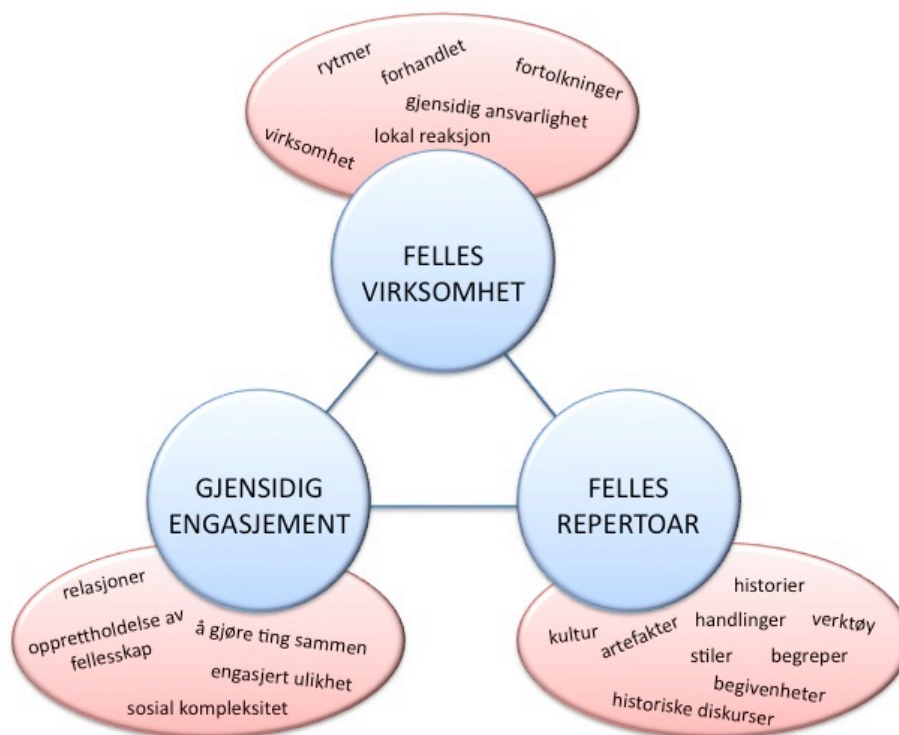 rytmer
forhandlet
fortolkninger
gjensidig ansvarlighet
virksomhet
lokal reaksjon
FELLES
VIRKSOMHET
GJENSIDIG
ENGASJEMENT
FELLES
REPERTOAR
relasjoner
opprettholdelse av
fellesskap
å gjøre ting sammen
engasjert ulikhet
sosial kompleksitet
historier
kultur
artefakter
handlinger
verktøy
stiler
begreper
begivenheter
historiske diskurser